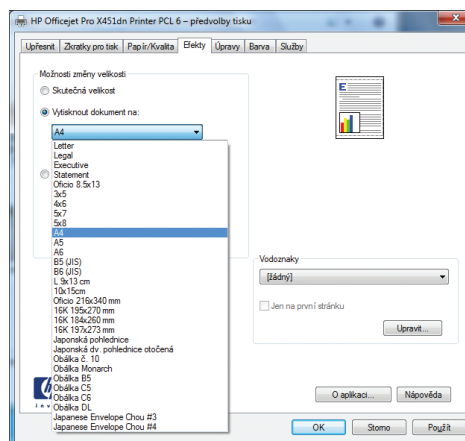 HP Officejet Pro X451dn Printer PCL 6 – předvolby tisku
Upřesnit Zkratky pro tisk Papír/Kvalita Efekty Úpravy Barva Služby
Možnosti změny velikosti
Skutečná velikost
Vytisknout dokument na:
A4
Letter
Legal
Executive
Statement
Oficio 8.5x13
3x5
4x6
5x7
5x8
A4
A5
A6
B5 (JIS)
B6 (JIS)
L 9x13 cm
10x15cm
Oficio 216x340 mm
16K 195x270 mm
16K 184x260 mm
16K 197x273 mm
Japonská pohlednice
Japonská dv. pohlednice otočená
Obálka č. 10
Obálka Monarch
Obálka B5
Obálka C5
Obálka C6
Obálka DL
Japanese Envelope Chou #3
Japanese Envelope Chou #4
E
Vodoznaky
[žádný]
Jen na první stránku
Upravit...
O aplikaci... Nápověda
OK Storno Použít